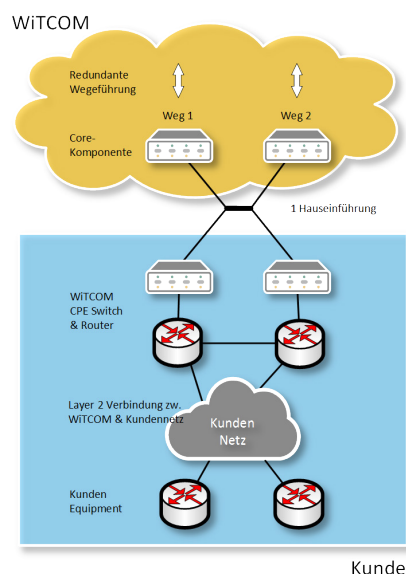 WiTCOM
Redundante
Wegeführung
Weg 1
Weg 2
Core-
Komponente
1 Hauseinführung
WiTCOM
CPE Switch
& Router
Layer 2 Verbindung zw.
WiTCOM & Kundennetz
Kunden
Netz
Kunden
Equipment
Kunde